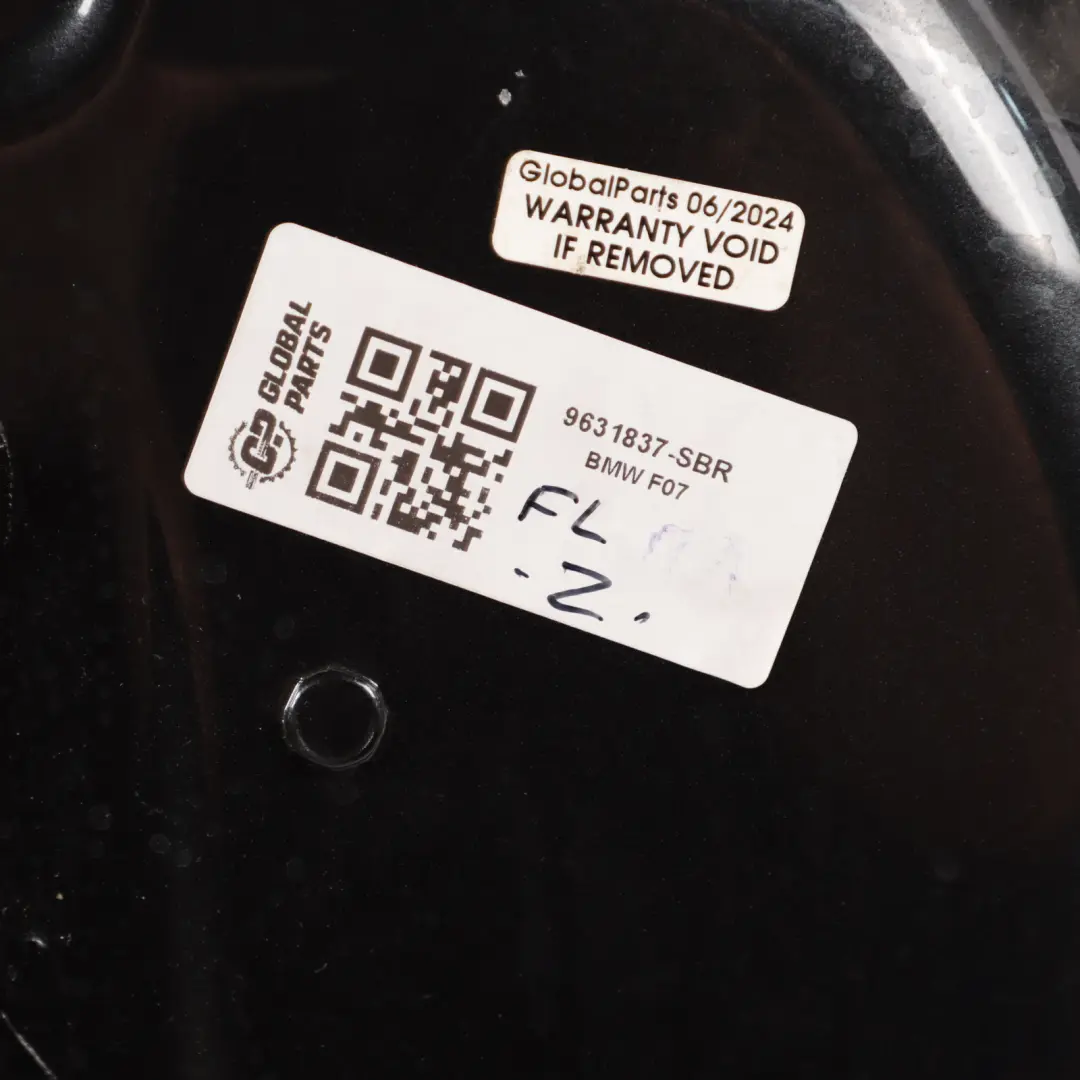 GlobalParts 06/2024
WARRANTY VOID
IF REMOVED
GLOBAL
PARTS
9631837-SBR
BMW F07
FL
.Z.